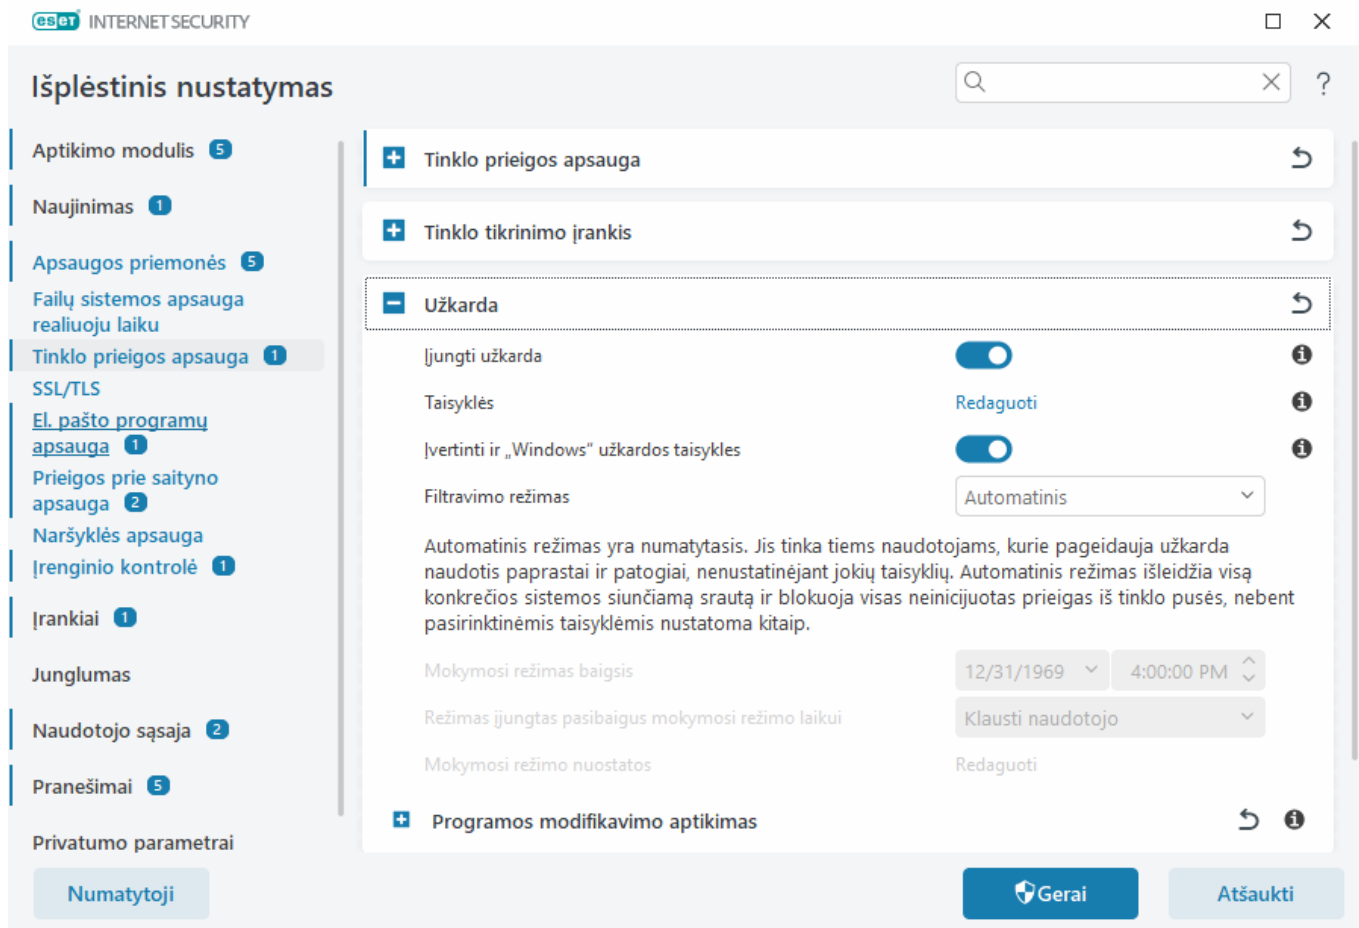 eset INTERNET SECURITY
Išplėstinis nustatymas
?
Aptikimo modulis 5
Naujinimas 1
Apsaugos priemonės 5
Failų sistemos apsauga
realiuoju laiku
Tinklo prieigos apsauga 1
SSL/TLS
El. pašto programų
apsauga 1
Prieigos prie saityno
apsauga 2
Naršyklės apsauga
Įrenginio kontrolė 1
Įrankiai 1
Junglumas
Naudotojo sąsaja 2
Pranešimai 5
Privatumo parametrai
Tinklo prieigos apsauga
Tinklo tikrinimo įrankis
Užkarda
Įjungti užkarda
Taisyklės Redaguoti
Įvertinti ir „Windows“ užkardos taisykles
Filtravimo režimas Automatinis
Automatinis režimas yra numatytasis. Jis tinka tiems naudotojams, kurie pageidauja užkarda
naudotis paprastai ir patogiai, nenustatinėjant jokių taisyklių. Automatinis režimas išleidžia visą
konkrečios sistemos siunčiamą srautą ir blokuoja visas neinicijuotas prieigas iš tinklo pusės, nebent
pasirinktinėmis taisyklėmis nustatoma kitaip.
Mokymosi režimas baigsis 12/31/1969 4:00:00 PM
Režimas įjungtas pasibaigus mokymosi režimo laikui Klausti naudotojo
Mokymosi režimo nuostatos Redaguoti
Programos modifikavimo aptikimas
Numatytoji
Gerai
Atšaukti